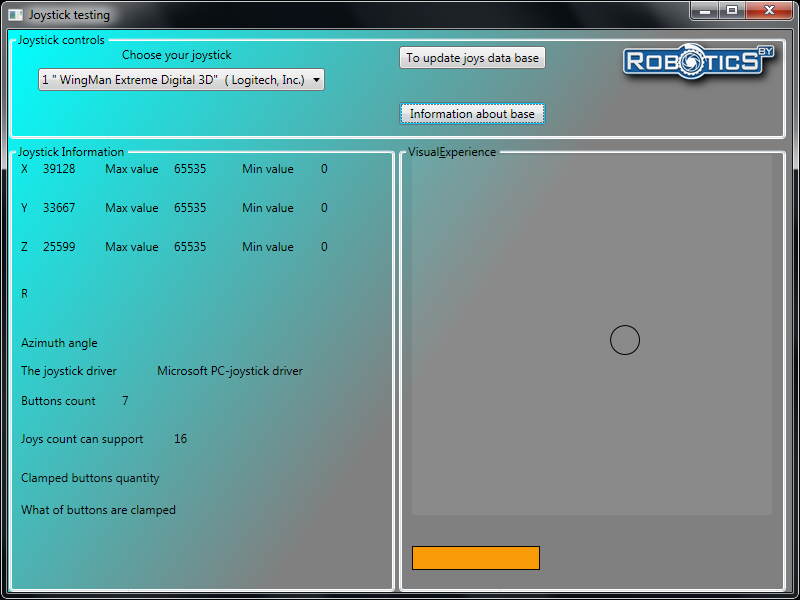 Joystick testing
Joystick controls
Choose your joystick
To update joys data base
ROBOTICS BY
1 " WingMan Extreme Digital 3D" ( Logitech, Inc.)
Information about base
Joystick Information
X 39128 Max value 65535 Min value 0
Y 33667 Max value 65535 Min value 0
Z 25599 Max value 65535 Min value 0
R
Azimuth angle
The joystick driver Microsoft PC-joystick driver
Buttons count 7
Joys count can support 16
Clamped buttons quantity
What of buttons are clamped
VisualExperience